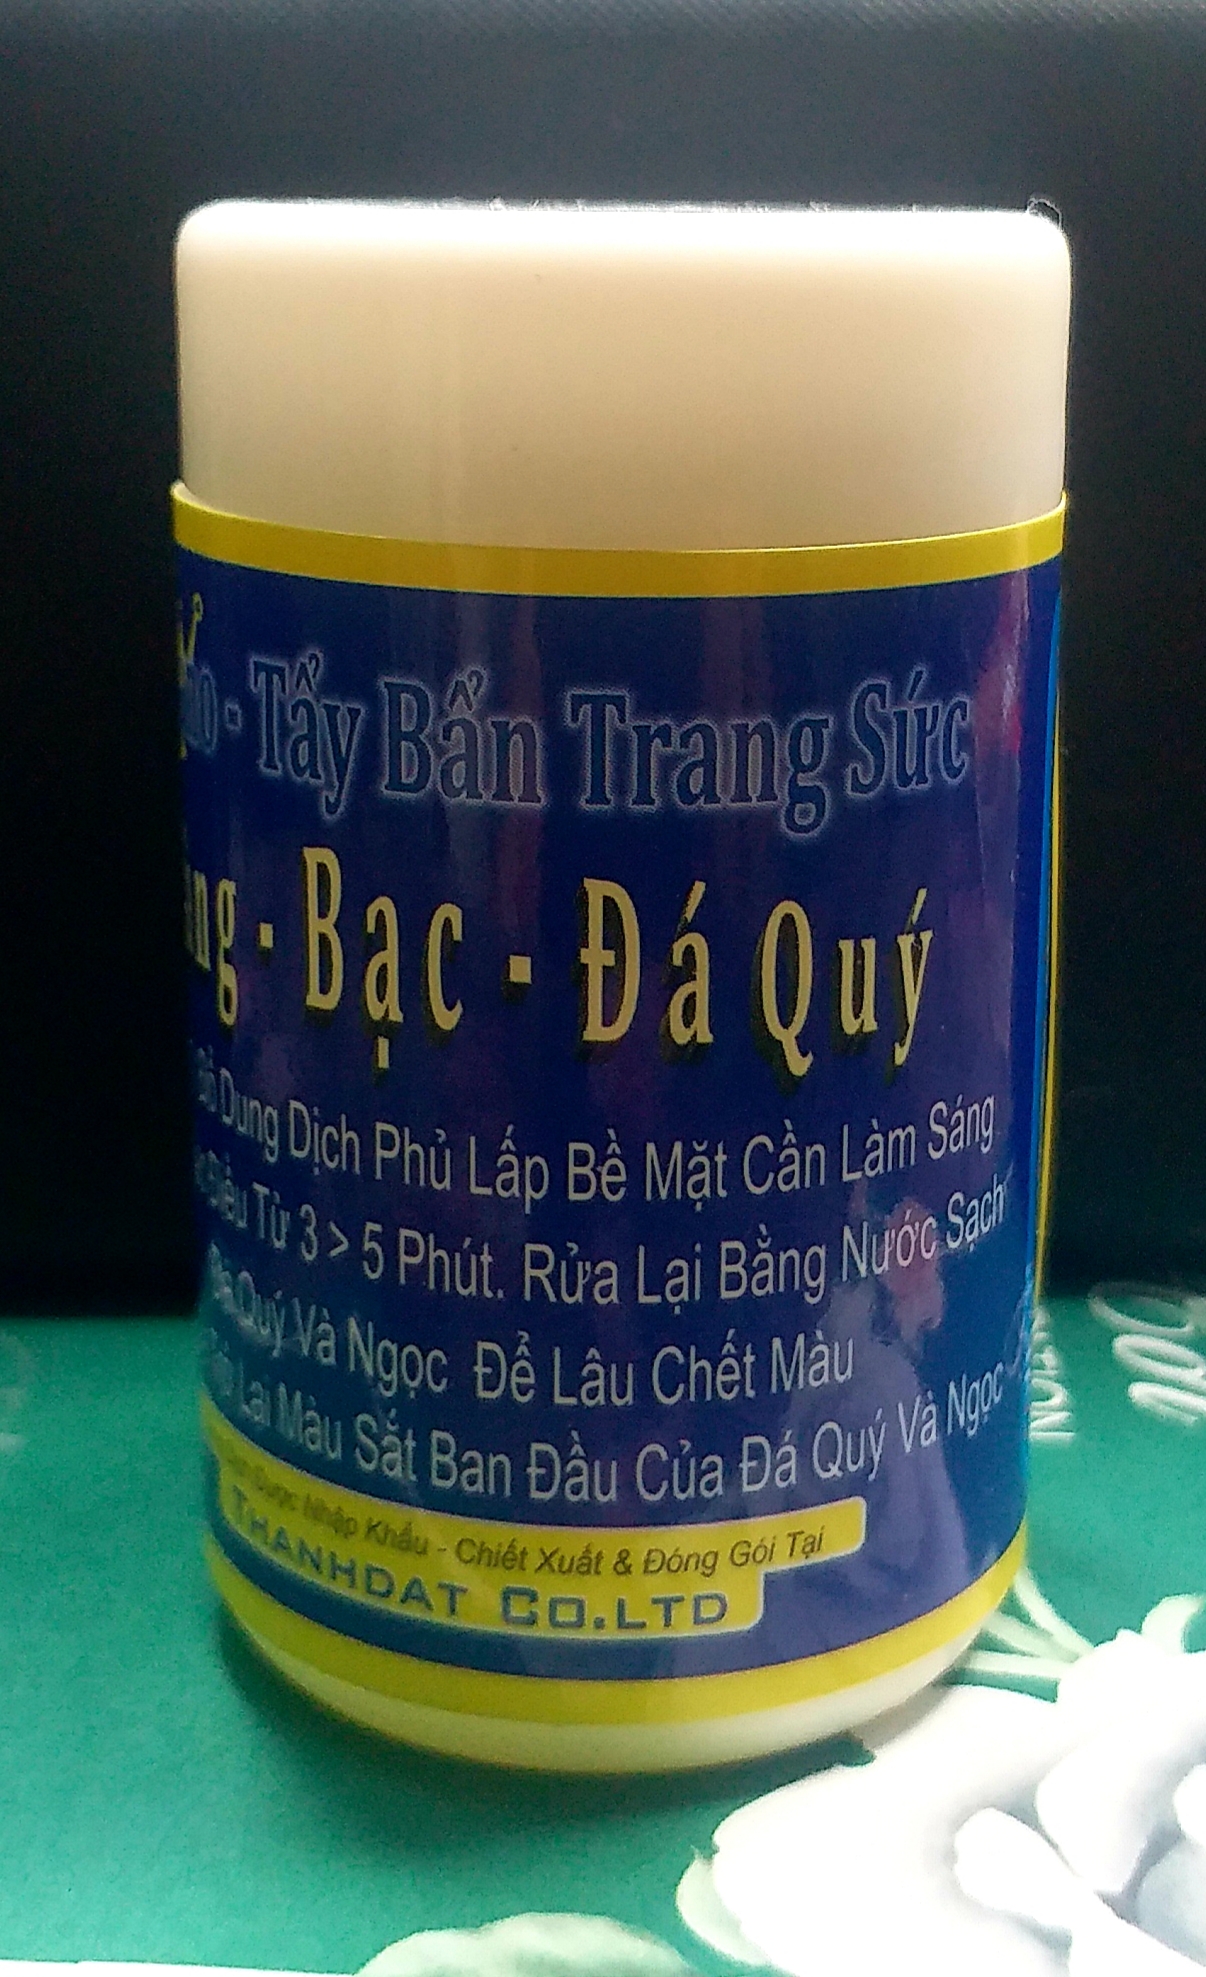 - Tẩy Bẩn Trang Sức
- Bạc - Đá Quý
Dung Dịch Phủ Lấp Bề Mặt Cần Làm Sáng
Từ 3 > 5 Phút. Rửa Lại Bằng Nước Sạch
Quý Và Ngọc Để Lâu Chết Màu
Lại Màu Sắt Ban Đầu Của Đá Quý Và Ngọc
Được Nhập Khẩu - Chiết Xuất & Đóng Gói Tại
THANHDAT CO.LTD